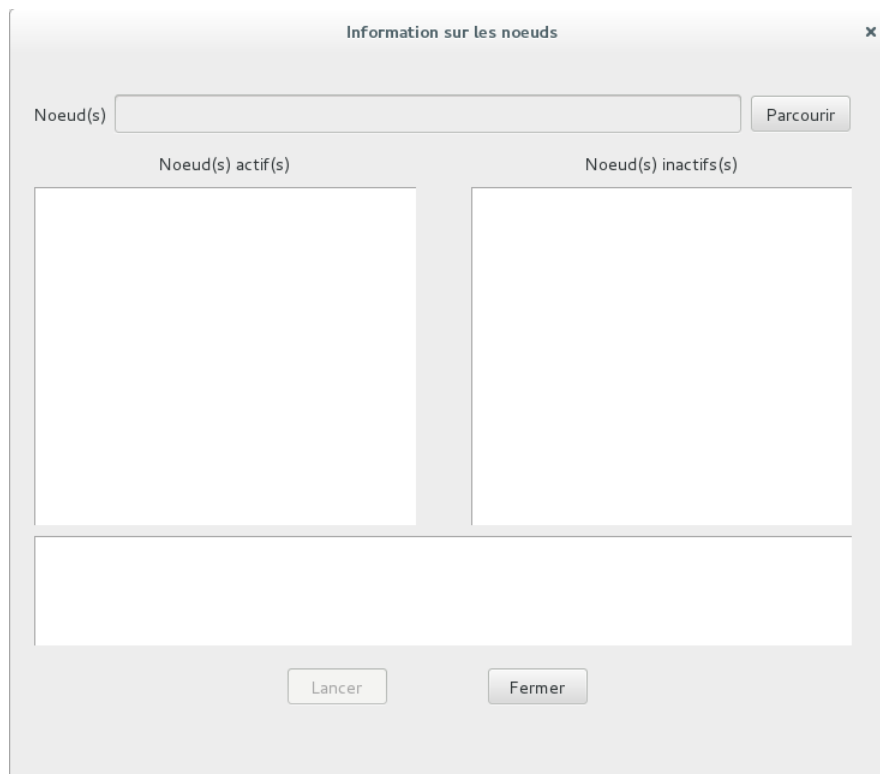 Information sur les noeuds
Noeud(s)
Parcourir
Noeud(s) actif(s)
Noeud(s) inactifs(s)
Lancer
Fermer